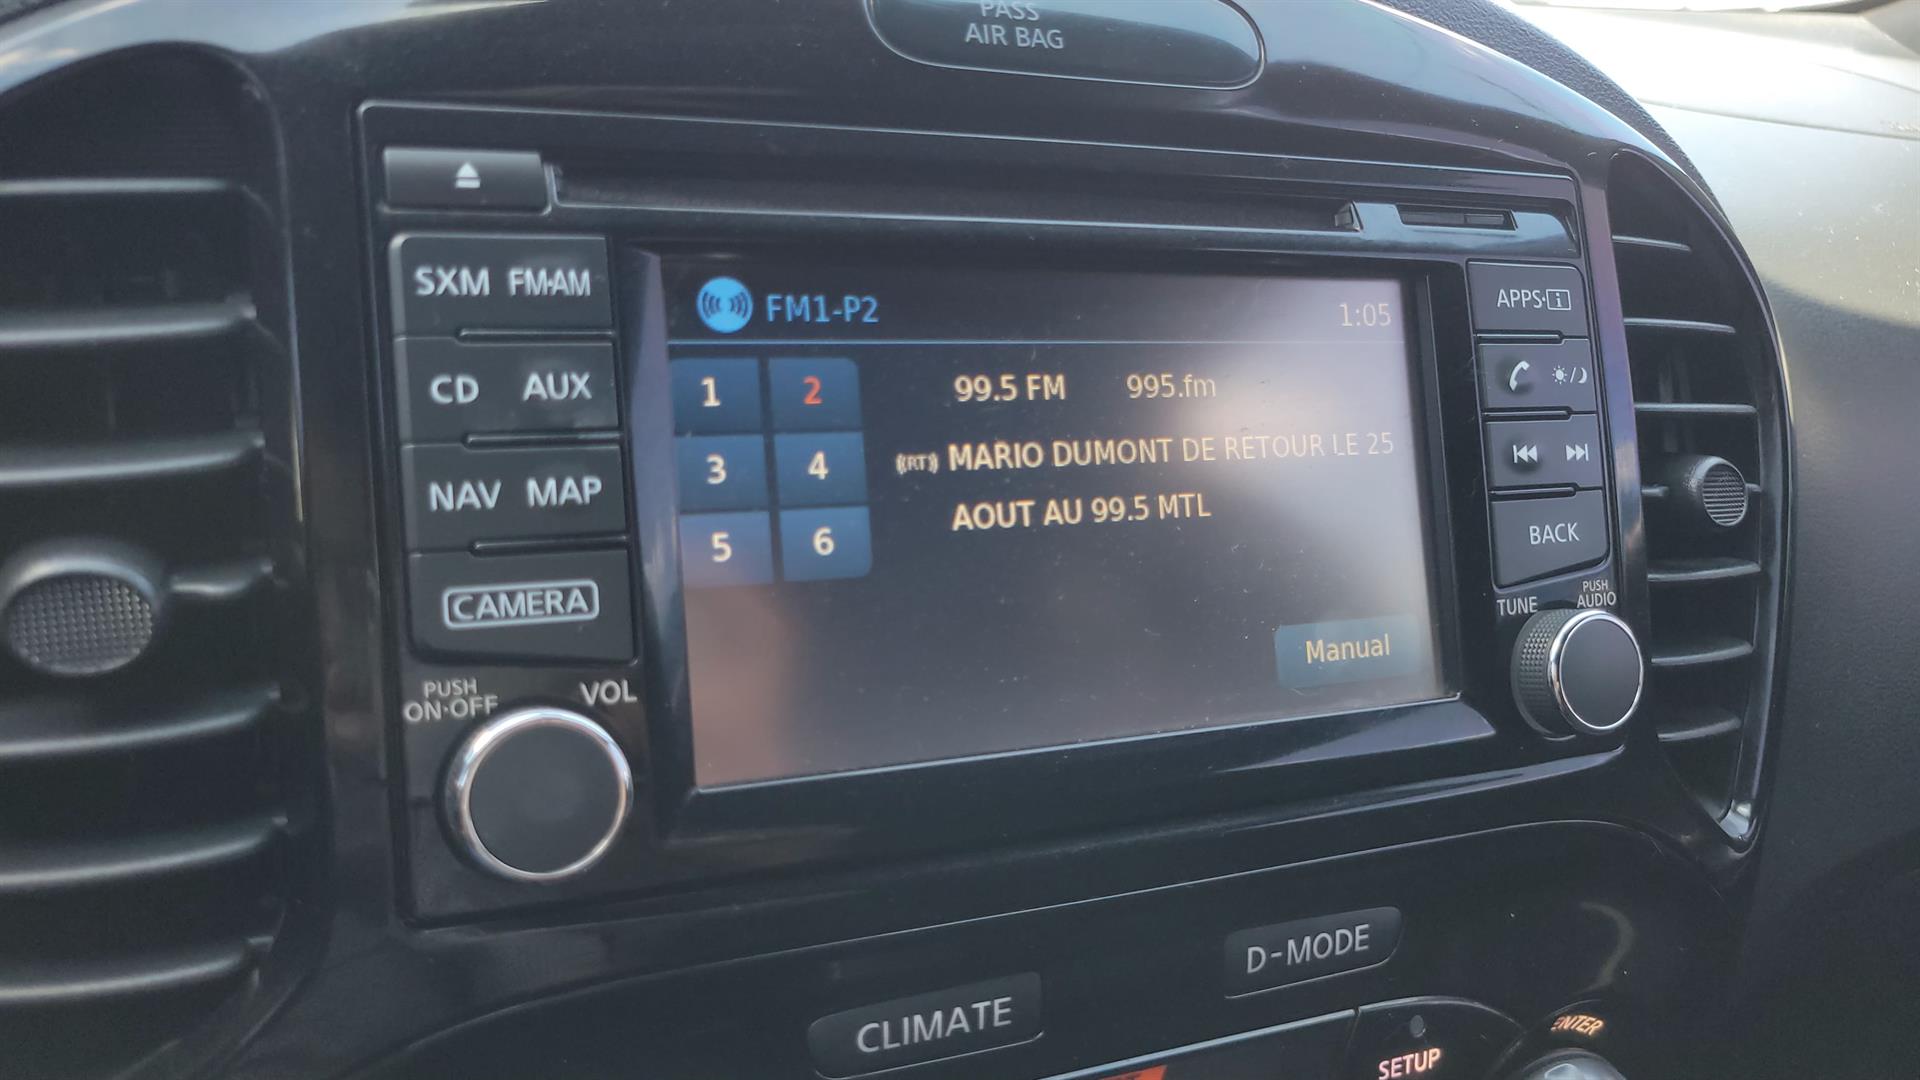 PASS
AIR BAG
SXM FM·AM
CD AUX
NAV MAP
CAMERA
PUSH
ON·OFF
VOL
FM1-P2
1:05
1 2
3 4
5 6
99.5 FM 995.fm
((RT)) MARIO DUMONT DE RETOUR LE 25
AOUT AU 99.5 MTL
Manual
APPS·i
BACK
TUNE
PUSH
AUDIO
D-MODE
CLIMATE
ENTER
SETUP